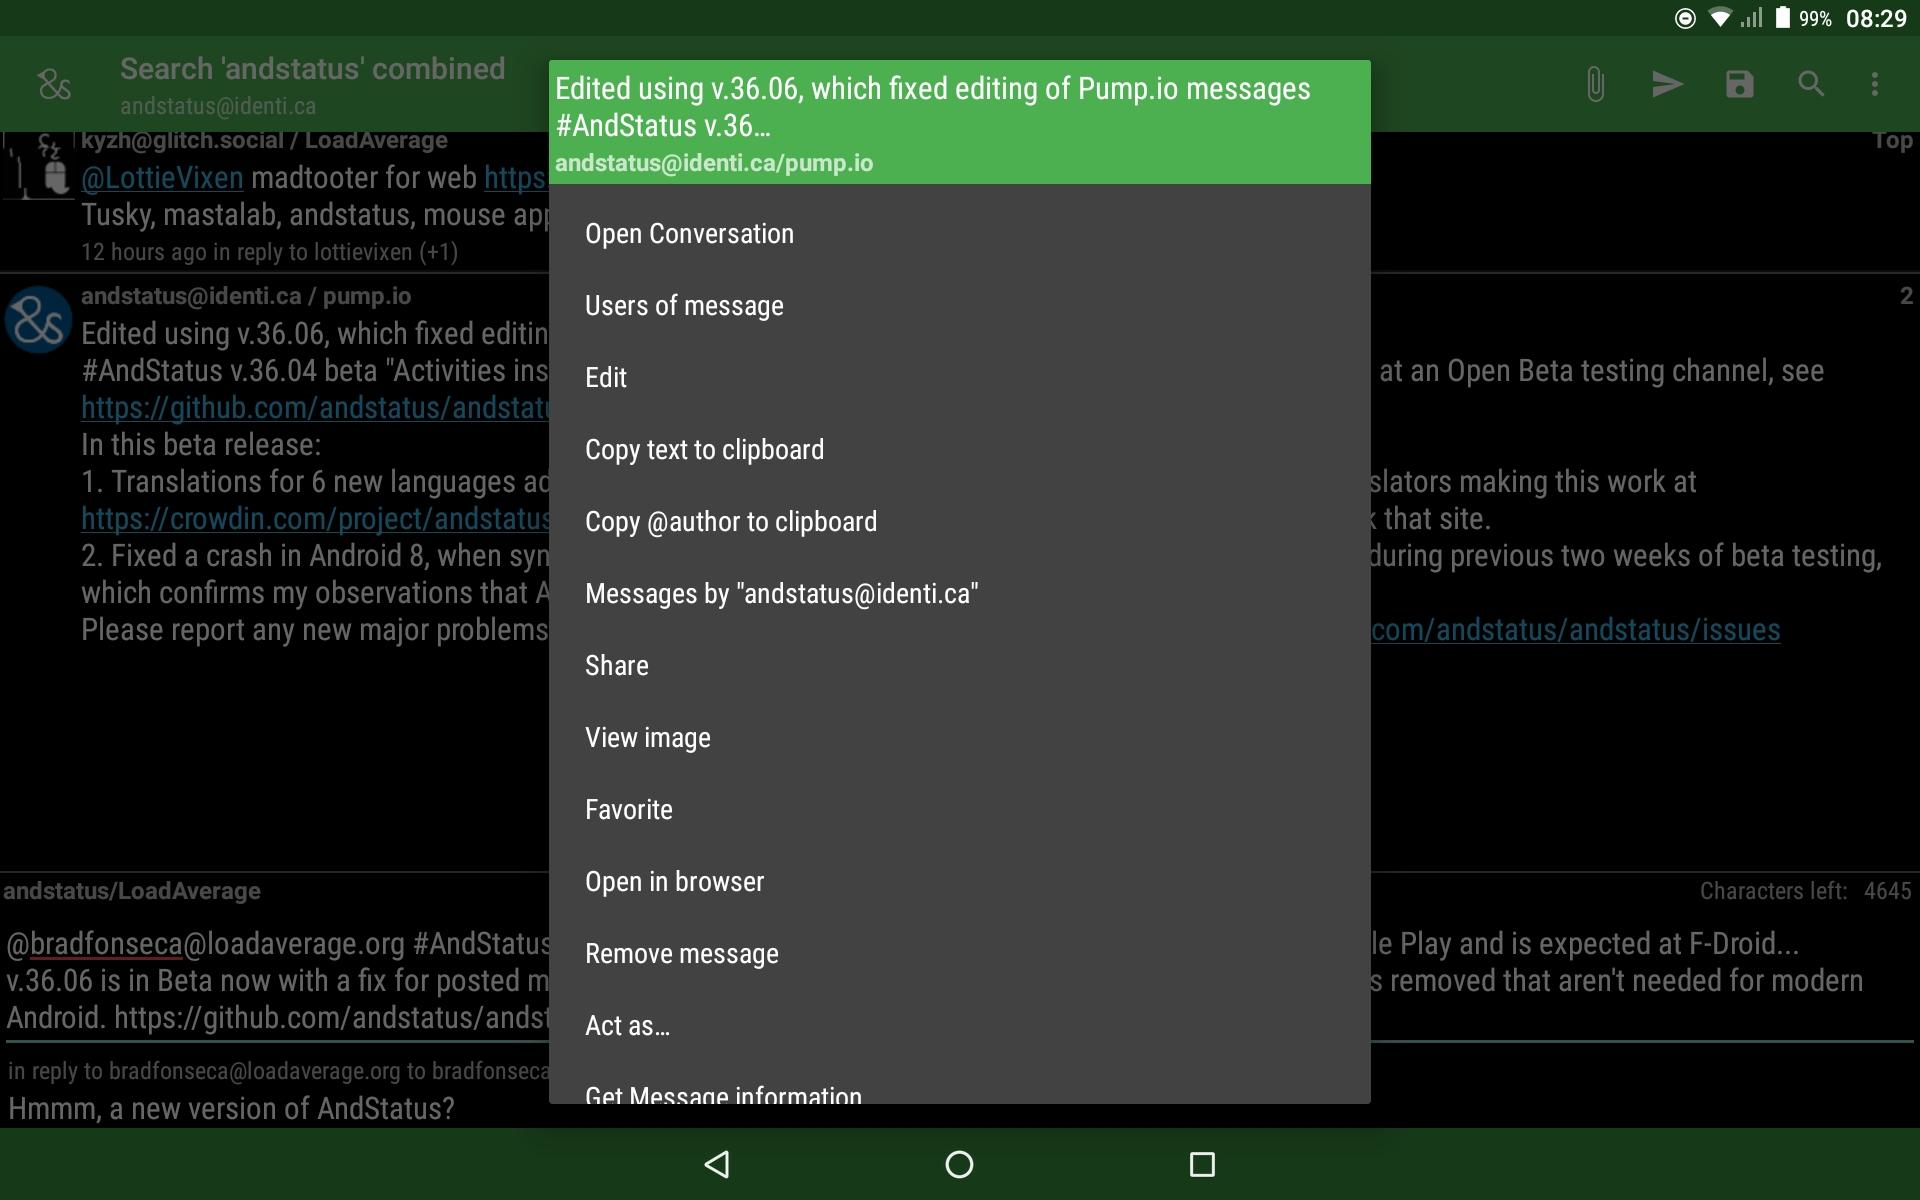 99% 08:29
Search 'andstatus' combined
andstatus@identi.ca
Edited using v.36.06, which fixed editing of Pump.io messages
#AndStatus v.36…
andstatus@identi.ca/pump.io
kyzh@glitch.social / LoadAverage
Top
@LottieVixen madtooter for web https
Tusky, mastalab, andstatus, mouse app
12 hours ago in reply to lottievixen (+1)
andstatus@identi.ca / pump.io
2
Edited using v.36.06, which fixed editin
#AndStatus v.36.04 beta "Activities ins at an Open Beta testing channel, see
https://github.com/andstatus/andstatu
In this beta release:
1. Translations for 6 new languages ad slators making this work at
https://crowdin.com/project/andstatus that site.
2. Fixed a crash in Android 8, when syn during previous two weeks of beta testing,
which confirms my observations that A
Please report any new major problems com/andstatus/andstatus/issues
Open Conversation
Users of message
Edit
Copy text to clipboard
Copy @author to clipboard
Messages by "andstatus@identi.ca"
Share
View image
Favorite
Open in browser
Remove message
Act as…
Get Message information
andstatus/LoadAverage
Characters left: 4645
@bradfonseca@loadaverage.org #AndStatus le Play and is expected at F-Droid...
v.36.06 is in Beta now with a fix for posted m s removed that aren't needed for modern
Android. https://github.com/andstatus/andst
in reply to bradfonseca@loadaverage.org to bradfonseca
Hmmm, a new version of AndStatus?